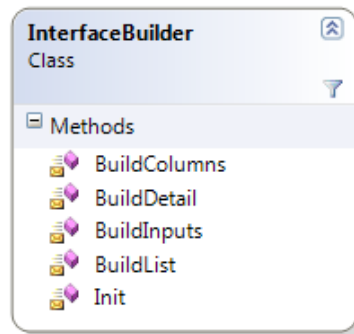 InterfaceBuilder
Class
Methods
BuildColumns
BuildDetail
BuildInputs
BuildList
Init